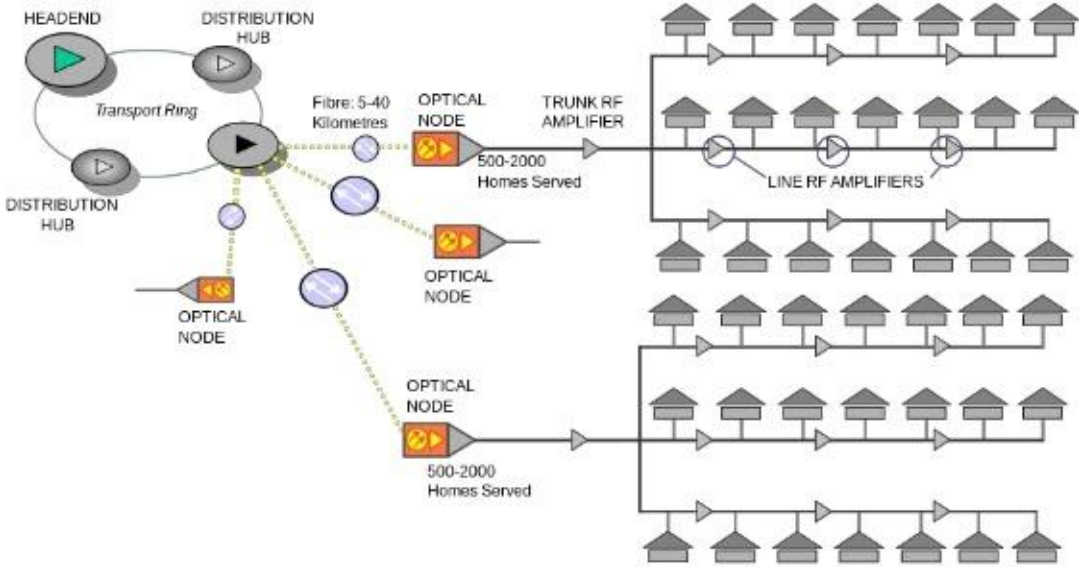 HEADEND
DISTRIBUTION
HUB
Transport Ring
Fibre: 5-40
Kilometres
OPTICAL
NODE
TRUNK RF
AMPLIFIER
500-2000
Homes Served
LINE RF AMPLIFIERS
DISTRIBUTION
HUB
OPTICAL
NODE
OPTICAL
NODE
OPTICAL
NODE
500-2000
Homes Served